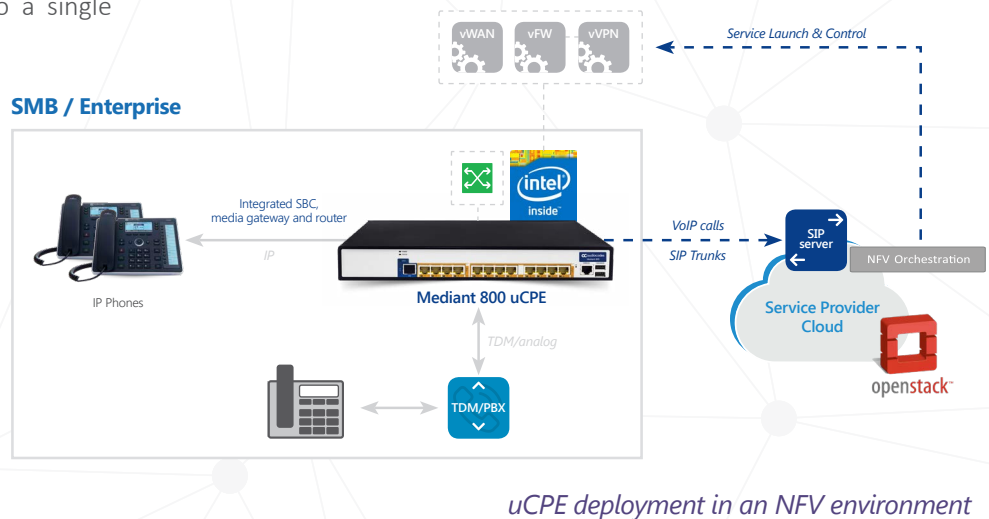 o a single
vWAN
vFW
vVPN
Service Launch & Control
SMB / Enterprise
intel
inside™
Integrated SBC,
media gateway and router
IP
VoIP calls
SIP Trunks
SIP
server
NFV Orchestration
IP Phones
Mediant 800 uCPE
Service Provider
Cloud
TDM/analog
openstack™
TDM/PBX
uCPE deployment in an NFV environment